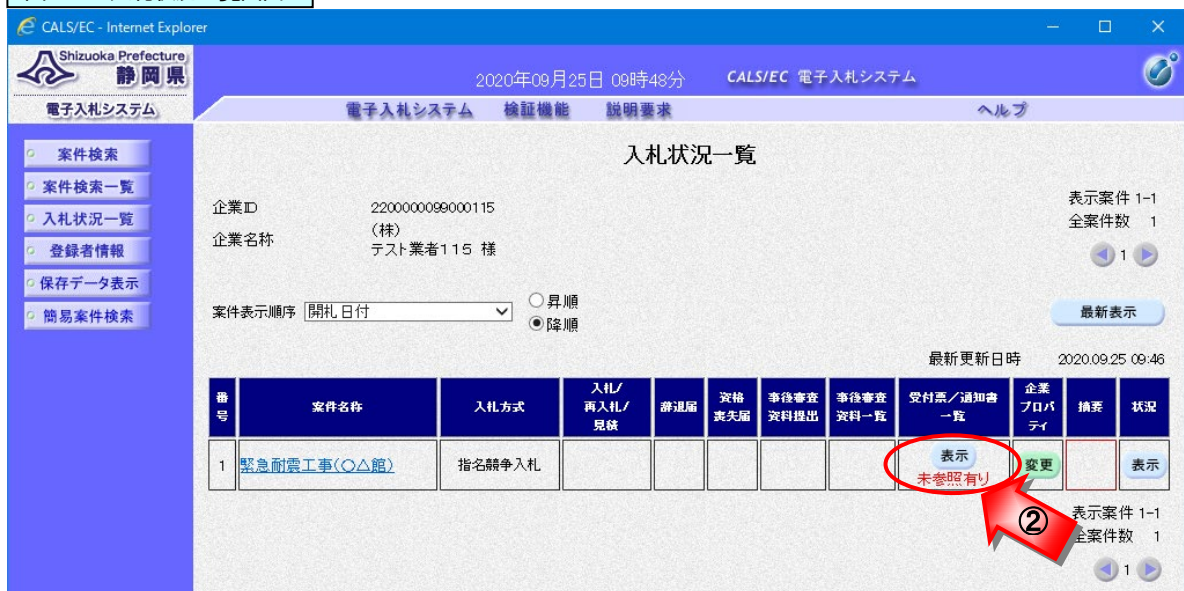 CALS/EC - Internet Explorer
Shizuoka Prefecture
静岡県
2020年09月25日 09時48分
CALS/EC 電子入札システム
電子入札システム
電子入札システム 検証機能 説明要求 ヘルプ
案件検索
案件検索一覧
入札状況一覧
登録者情報
保存データ表示
簡易案件検索
入札状況一覧
企業ID 2200000099000115
企業名称 (株)
テスト業者115 様
表示案件 1-1
全案件数 1
1
案件表示順序 開札日付
昇順
降順
最新表示
最新更新日時 2020.09.25 09:46
番号 案件名称 入札方式 入札/再入札/見積 辞退届 資格喪失届 事後審査資料提出 事後審査資料一覧 受付票/通知書一覧 企業プロパティ 摘要 状況
1 緊急耐震工事(〇△館) 指名競争入札 表示 未参照有り 変更 表示
②
表示案件 1-1
全案件数 1
1